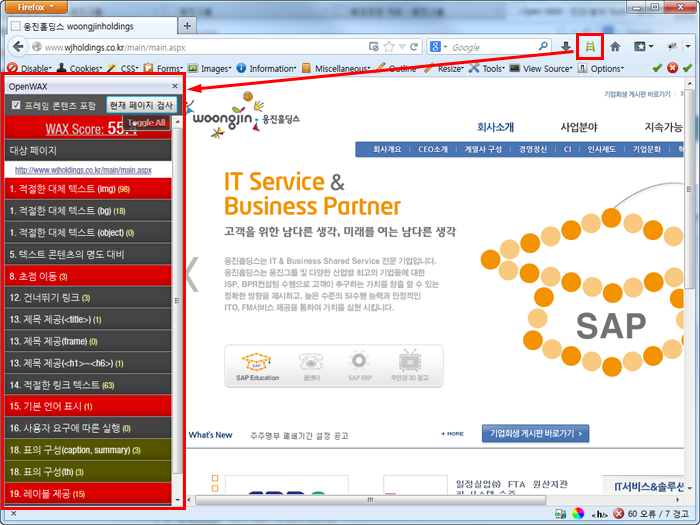 Firefox
웅진홀딩스 woongjinholdings
www.wjholdings.co.kr/main/main.aspx
Google
Disable Cookies CSS Forms Images Information Miscellaneous Outline Resize Tools View Source Options
OpenWAX
프레임 콘텐츠 포함 현재 페이지 검사
WAX Score: 55.4
Toggle All
대상 페이지
http://www.wjholdings.co.kr/main/main.aspx
1. 적절한 대체 텍스트 (img) (98)
1. 적절한 대체 텍스트 (bg) (18)
1. 적절한 대체 텍스트 (object) (0)
5. 텍스트 콘텐츠의 명도 대비
8. 초점 이동 (3)
12. 건너뛰기 링크 (3)
13. 제목 제공(<title>) (1)
13. 제목 제공(frame) (0)
13. 제목 제공(<h1>~<h6>) (1)
14. 적절한 링크 텍스트 (63)
15. 기본 언어 표시 (1)
16. 사용자 요구에 따른 실행 (0)
18. 표의 구성(caption, summary) (3)
18. 표의 구성(th) (3)
19. 레이블 제공 (15)
기업회생 게시판 바로가기
woongjin 웅진홀딩스
회사소개 사업분야 지속가능
회사개요 CEO소개 계열사 구성 경영정신 CI 인사제도 기업문화
IT Service &
Business Partner
고객을 위한 남다른 생각, 미래를 여는 남다른 생각
웅진홀딩스는 IT & Business Shared Service 전문 기업입니다.
웅진홀딩스는 웅진그룹 및 다양한 산업별 최고의 기업들에 대한
ISP, BPR컨설팅 수행으로 고객이 추구하는 가치를 창출 할 수 있는
정확한 방향을 제시하고, 높은 수준의 SI수행 능력과 안정적인
ITO, FM서비스 제공을 통하여 가치를 실현 시킵니다.
SAP
SAP Education 콜센터 SAP ERP 무안경 3D 광고
What's New 주주명부 폐쇄기간 설정 공고 + MORE 기업회생 게시판 바로가기
일정실업㈜ FTA 원산지관
IT서비스&솔루션
<h> 60 오류 / 7 경고